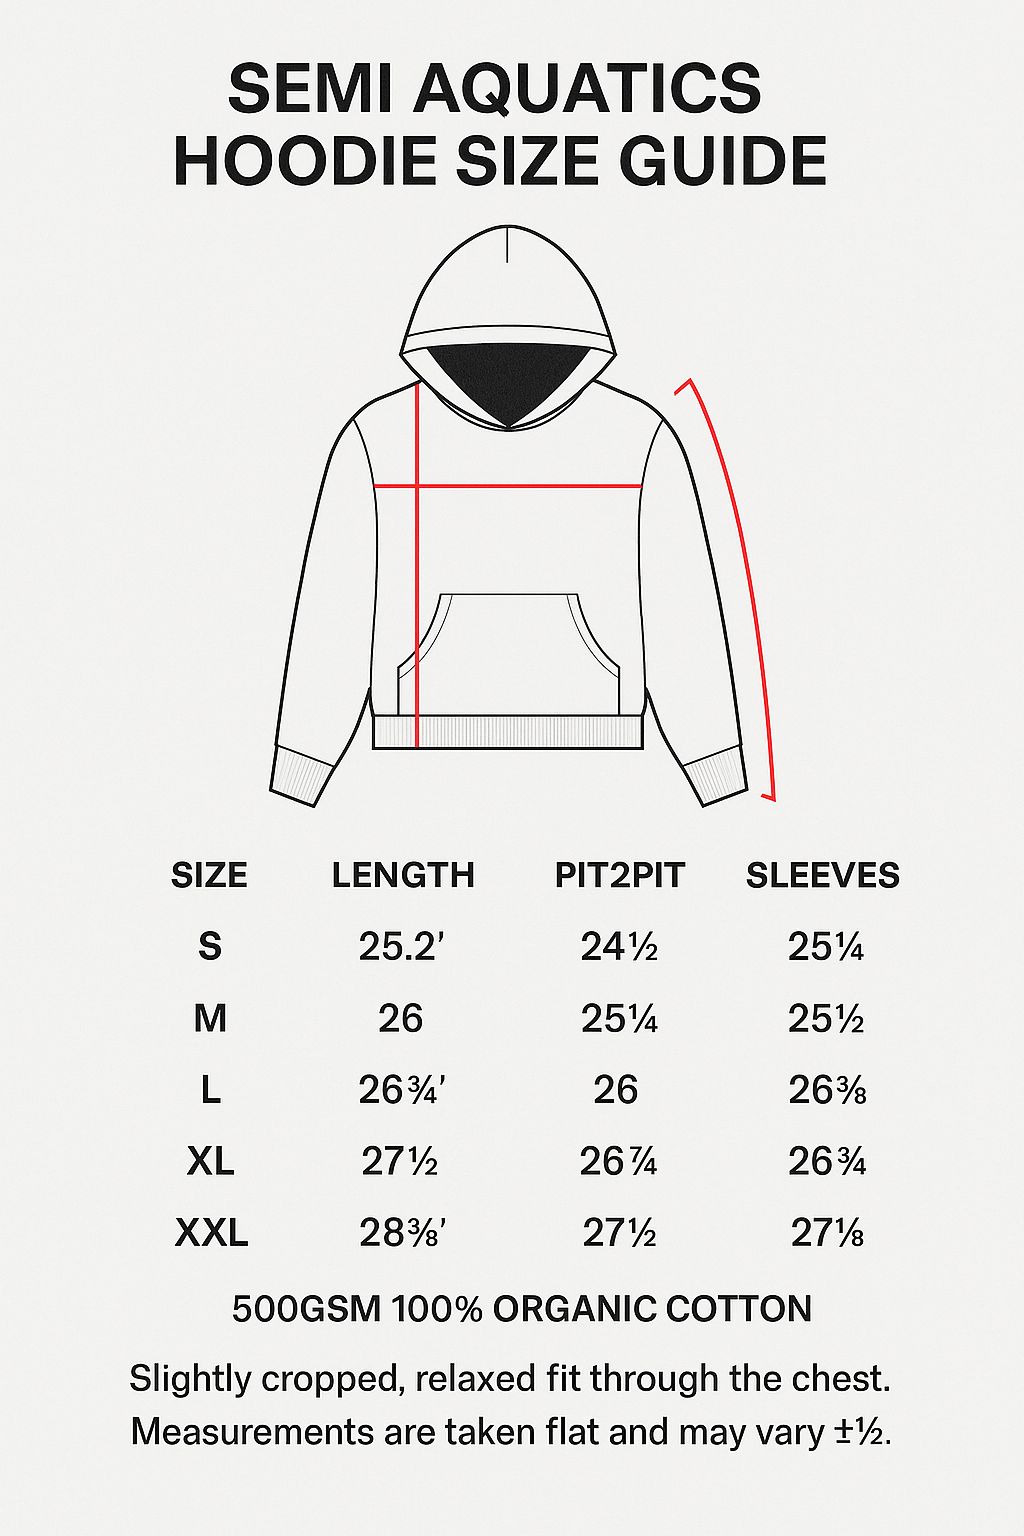 SEMI AQUATICS
HOODIE SIZE GUIDE
SIZE LENGTH PIT2PIT SLEEVES
S 25.2’ 24½ 25¼
M 26 25¼ 25½
L 26¾’ 26 26⅜
XL 27½ 26 7⁄4 26¾
XXL 28⅜’ 27½ 27⅛
500GSM 100% ORGANIC COTTON
Slightly cropped, relaxed fit through the chest.
Measurements are taken flat and may vary ±½.